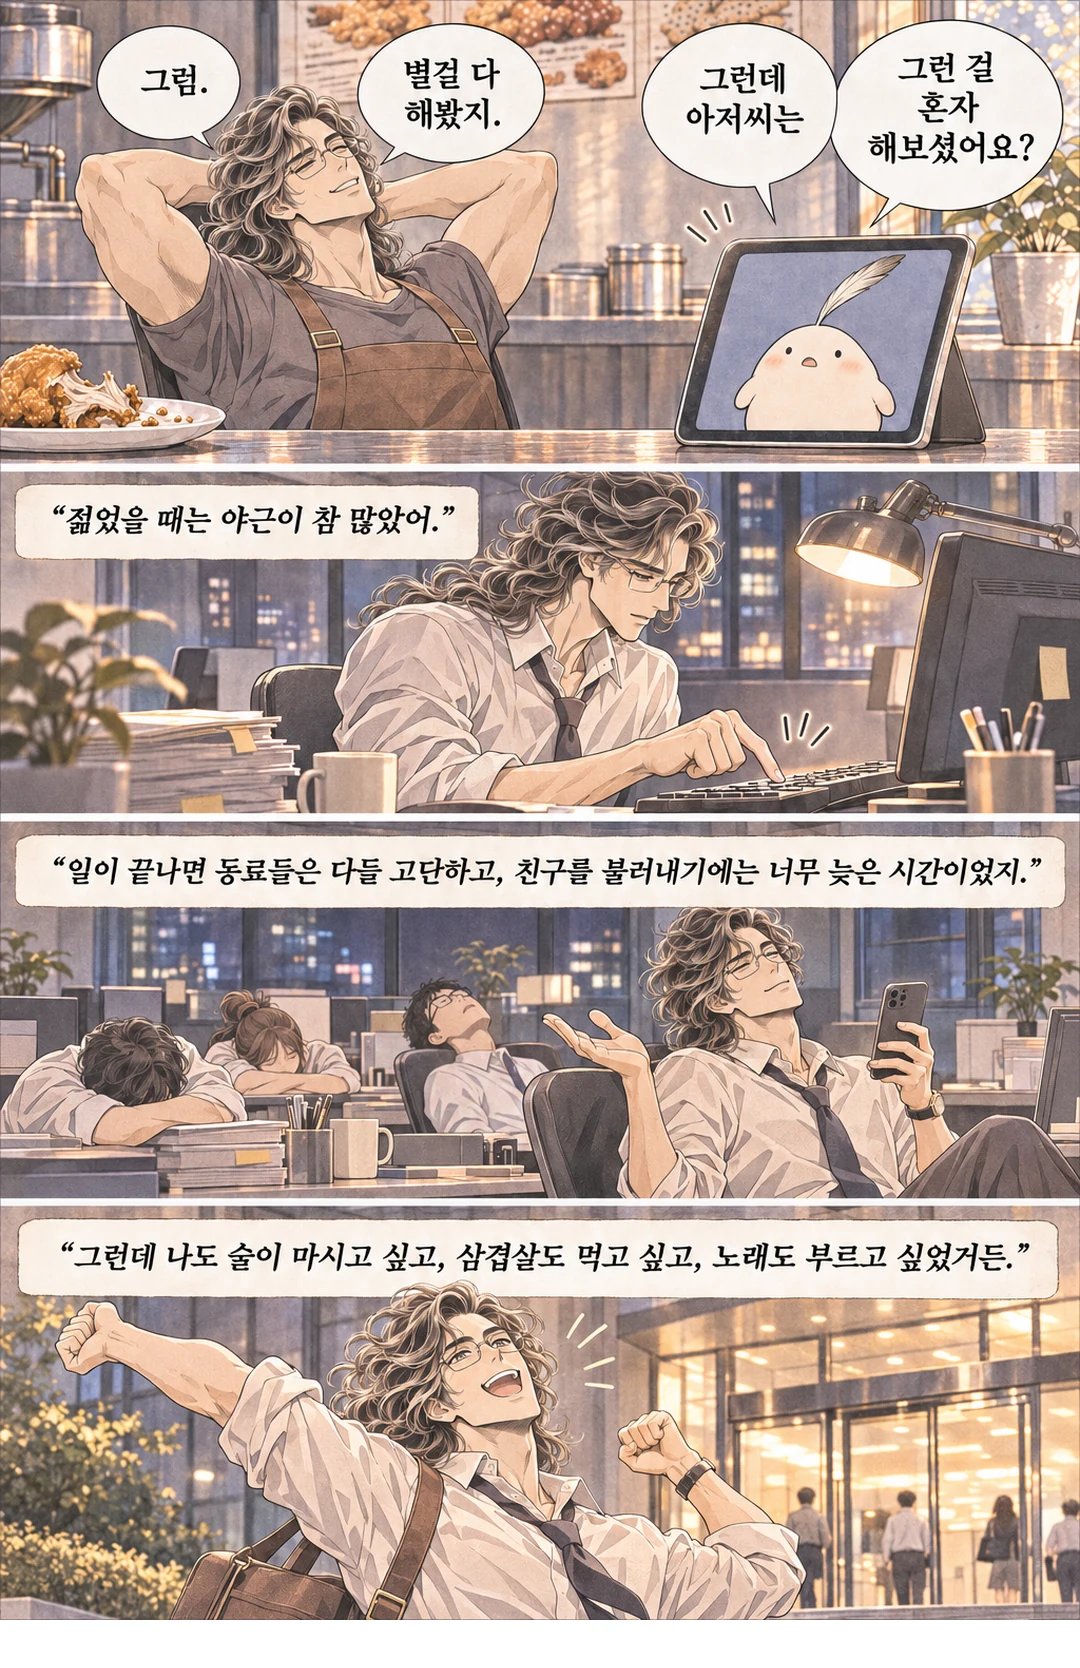 그럼.
별걸 다
해봤지.
그런데
아저씨는
그런 걸
혼자
해보셨어요?
“젊었을 때는 야근이 참 많았어.”
“일이 끝나면 동료들은 다들 고단하고, 친구를 불러내기에는 너무 늦은 시간이었지.”
“그런데 나도 술이 마시고 싶고, 삼겹살도 먹고 싶고, 노래도 부르고 싶었거든.”